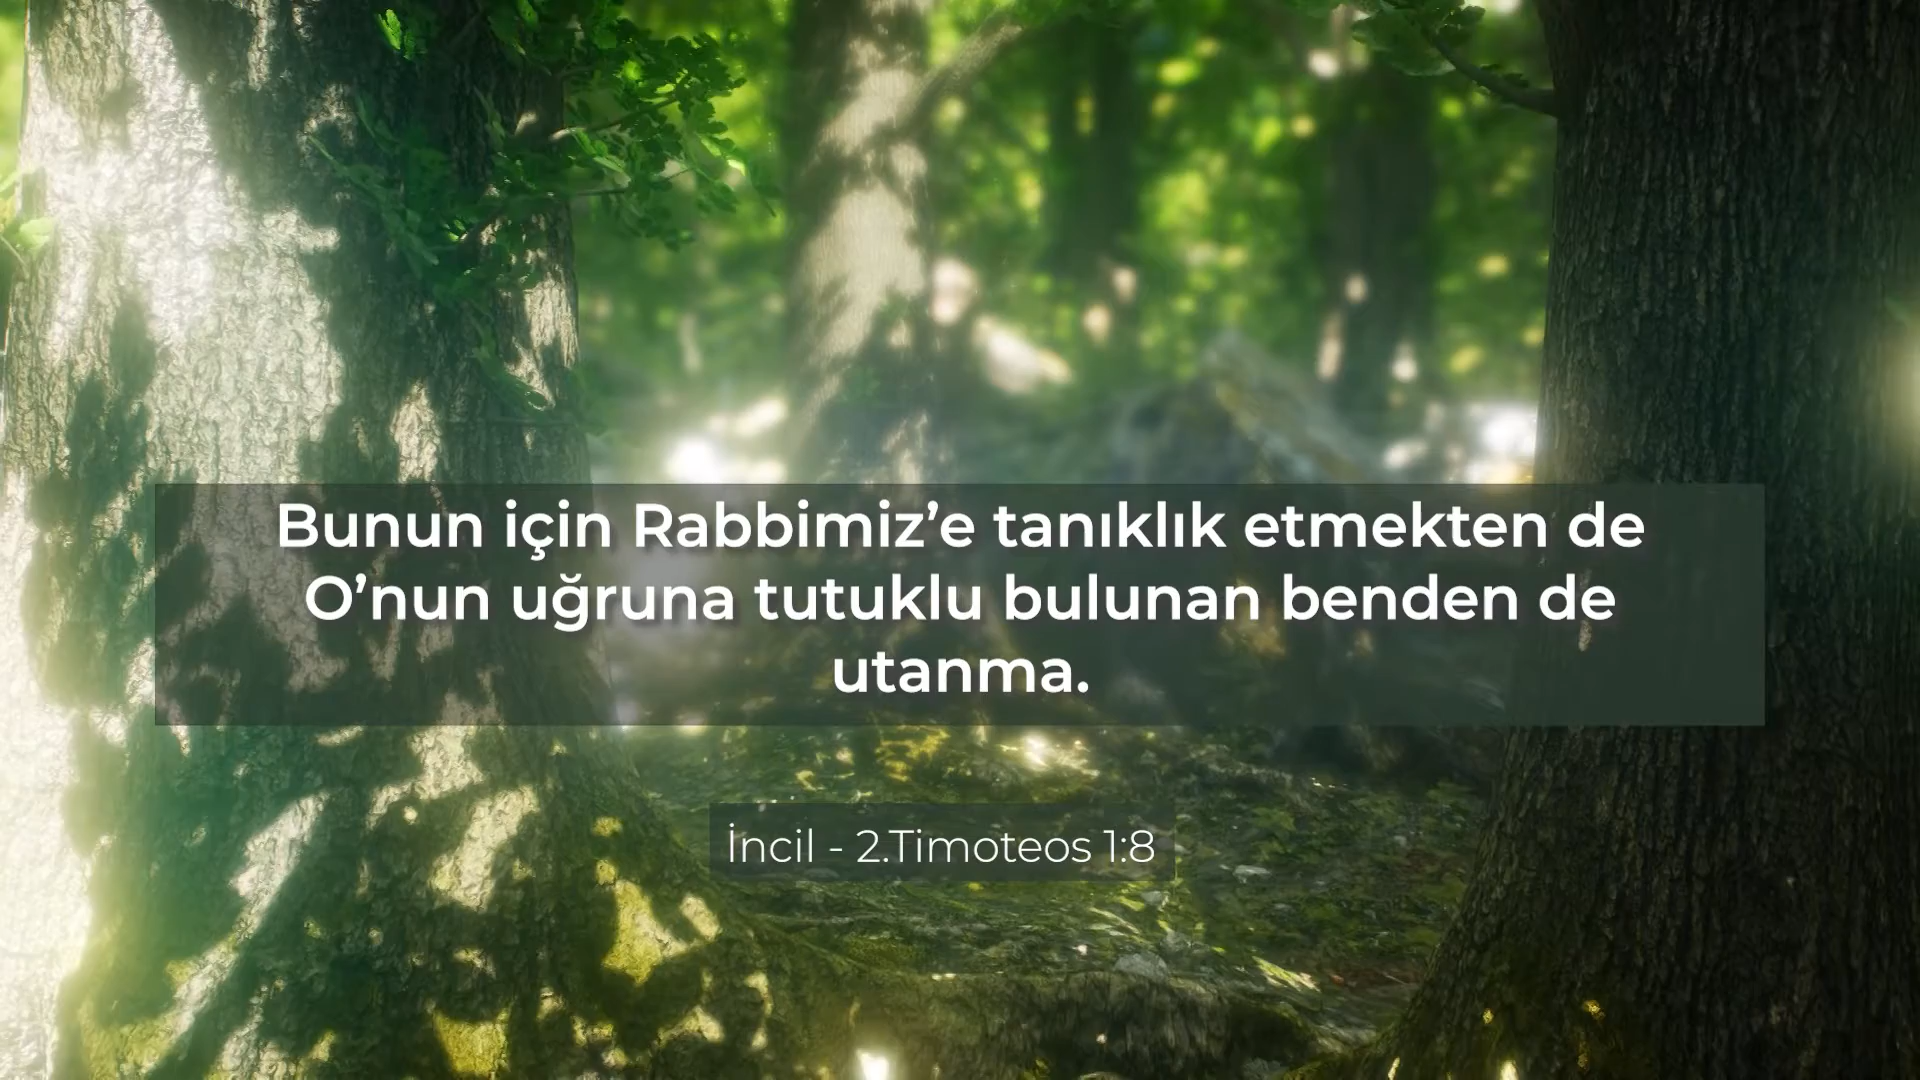 Bunun için Rabbimiz’e tanıklık etmekten de
O’nun uğruna tutuklu bulunan benden de
utanma.
İncil - 2.Timoteos 1:8